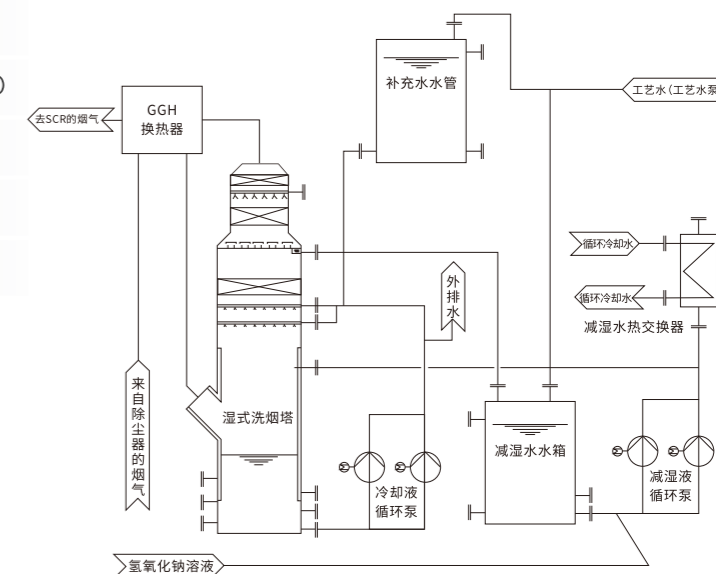 )
补充水水管
工艺水(工艺水泵
GGH
换热器
去SCR的烟气
循环冷却水
循环冷却水
减湿水热交换器
外排水
来自除尘器的烟气
湿式洗烟塔
减湿水水箱
冷却液
循环泵
减湿液
循环泵
氢氧化钠溶液